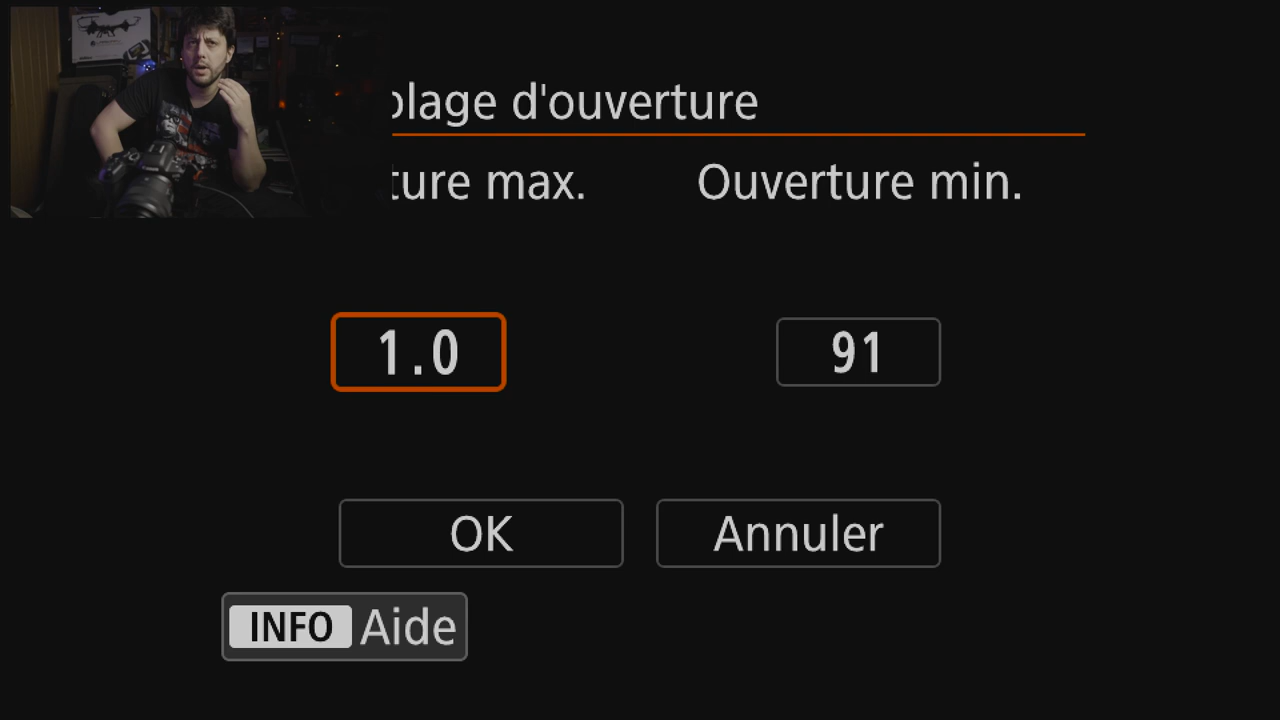 plage d'ouverture
ture max.
Ouverture min.
1.0
91
OK
Annuler
INFO Aide